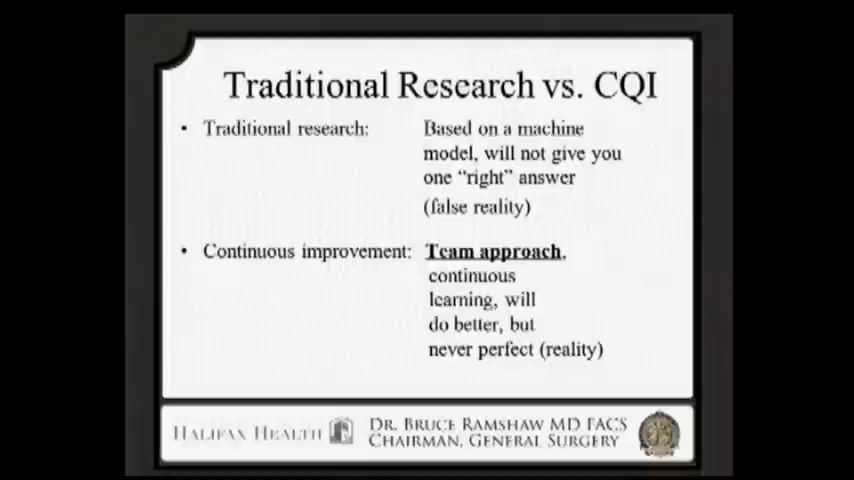 Traditional Research vs. CQI
• Traditional research: Based on a machine
model, will not give you
one “right” answer
(false reality)
• Continuous improvement: Team approach,
continuous
learning, will
do better, but
never perfect (reality)
HALIFAX HEALTH
DR. BRUCE RAMSHAW MD FACS
CHAIRMAN, GENERAL SURGERY